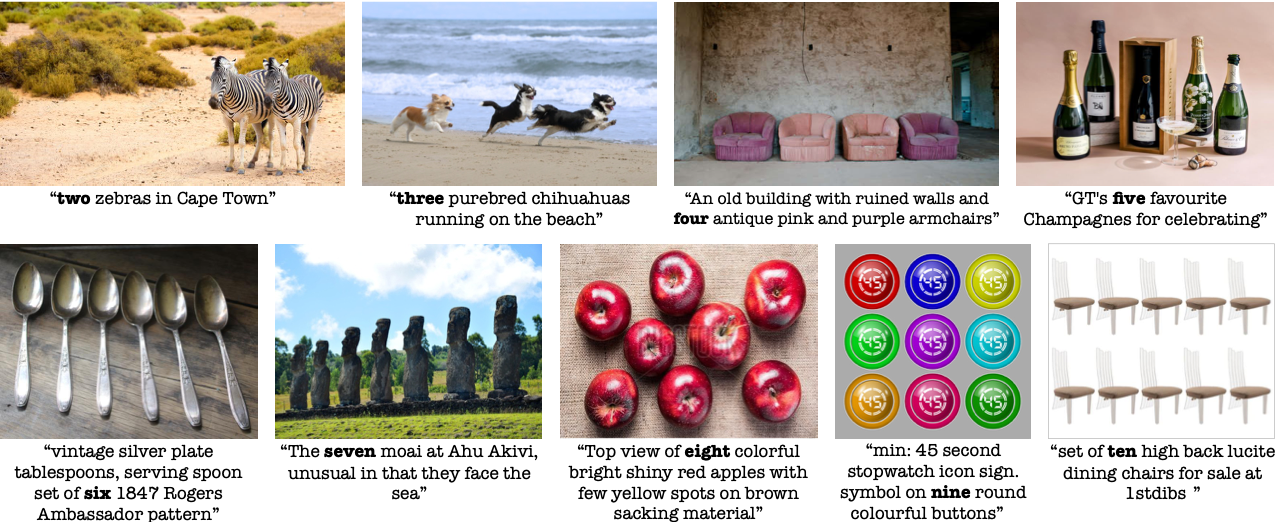 “two zebras in Cape Town”
“three purebred chihuahuas
running on the beach”
“An old building with ruined walls and
four antique pink and purple armchairs”
“GT's five favourite
Champagnes for celebrating”
45 45 45
45 45 45
45 45 45
“vintage silver plate
tablespoons, serving spoon
set of six 1847 Rogers
Ambassador pattern”
“The seven moai at Ahu Akivi,
unusual in that they face the
sea”
“Top view of eight colorful
bright shiny red apples with
few yellow spots on brown
sacking material”
“min: 45 second
stopwatch icon sign.
symbol on nine round
colourful buttons”
“set of ten high back lucite
dining chairs for sale at
1stdibs ”